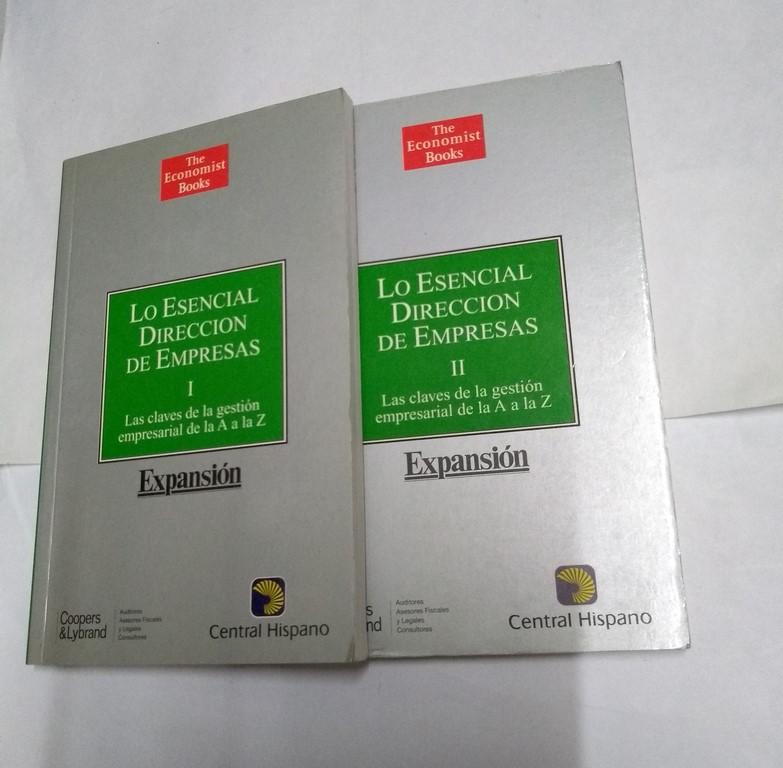 The
Economist
Books
LO ESENCIAL
DIRECCION
DE EMPRESAS
I
Las claves de la gestión
empresarial de la A a la Z
Expansión
Coopers
&Lybrand
Auditores
Asesores Fiscales
y Legales
Consultores
Central Hispano
The
Economist
Books
LO ESENCIAL
DIRECCION
DE EMPRESAS
II
Las claves de la gestión
empresarial de la A a la Z
Expansión
s
nd
Auditores
Asesores Fiscales
y Legales
Consultores
Central Hispano